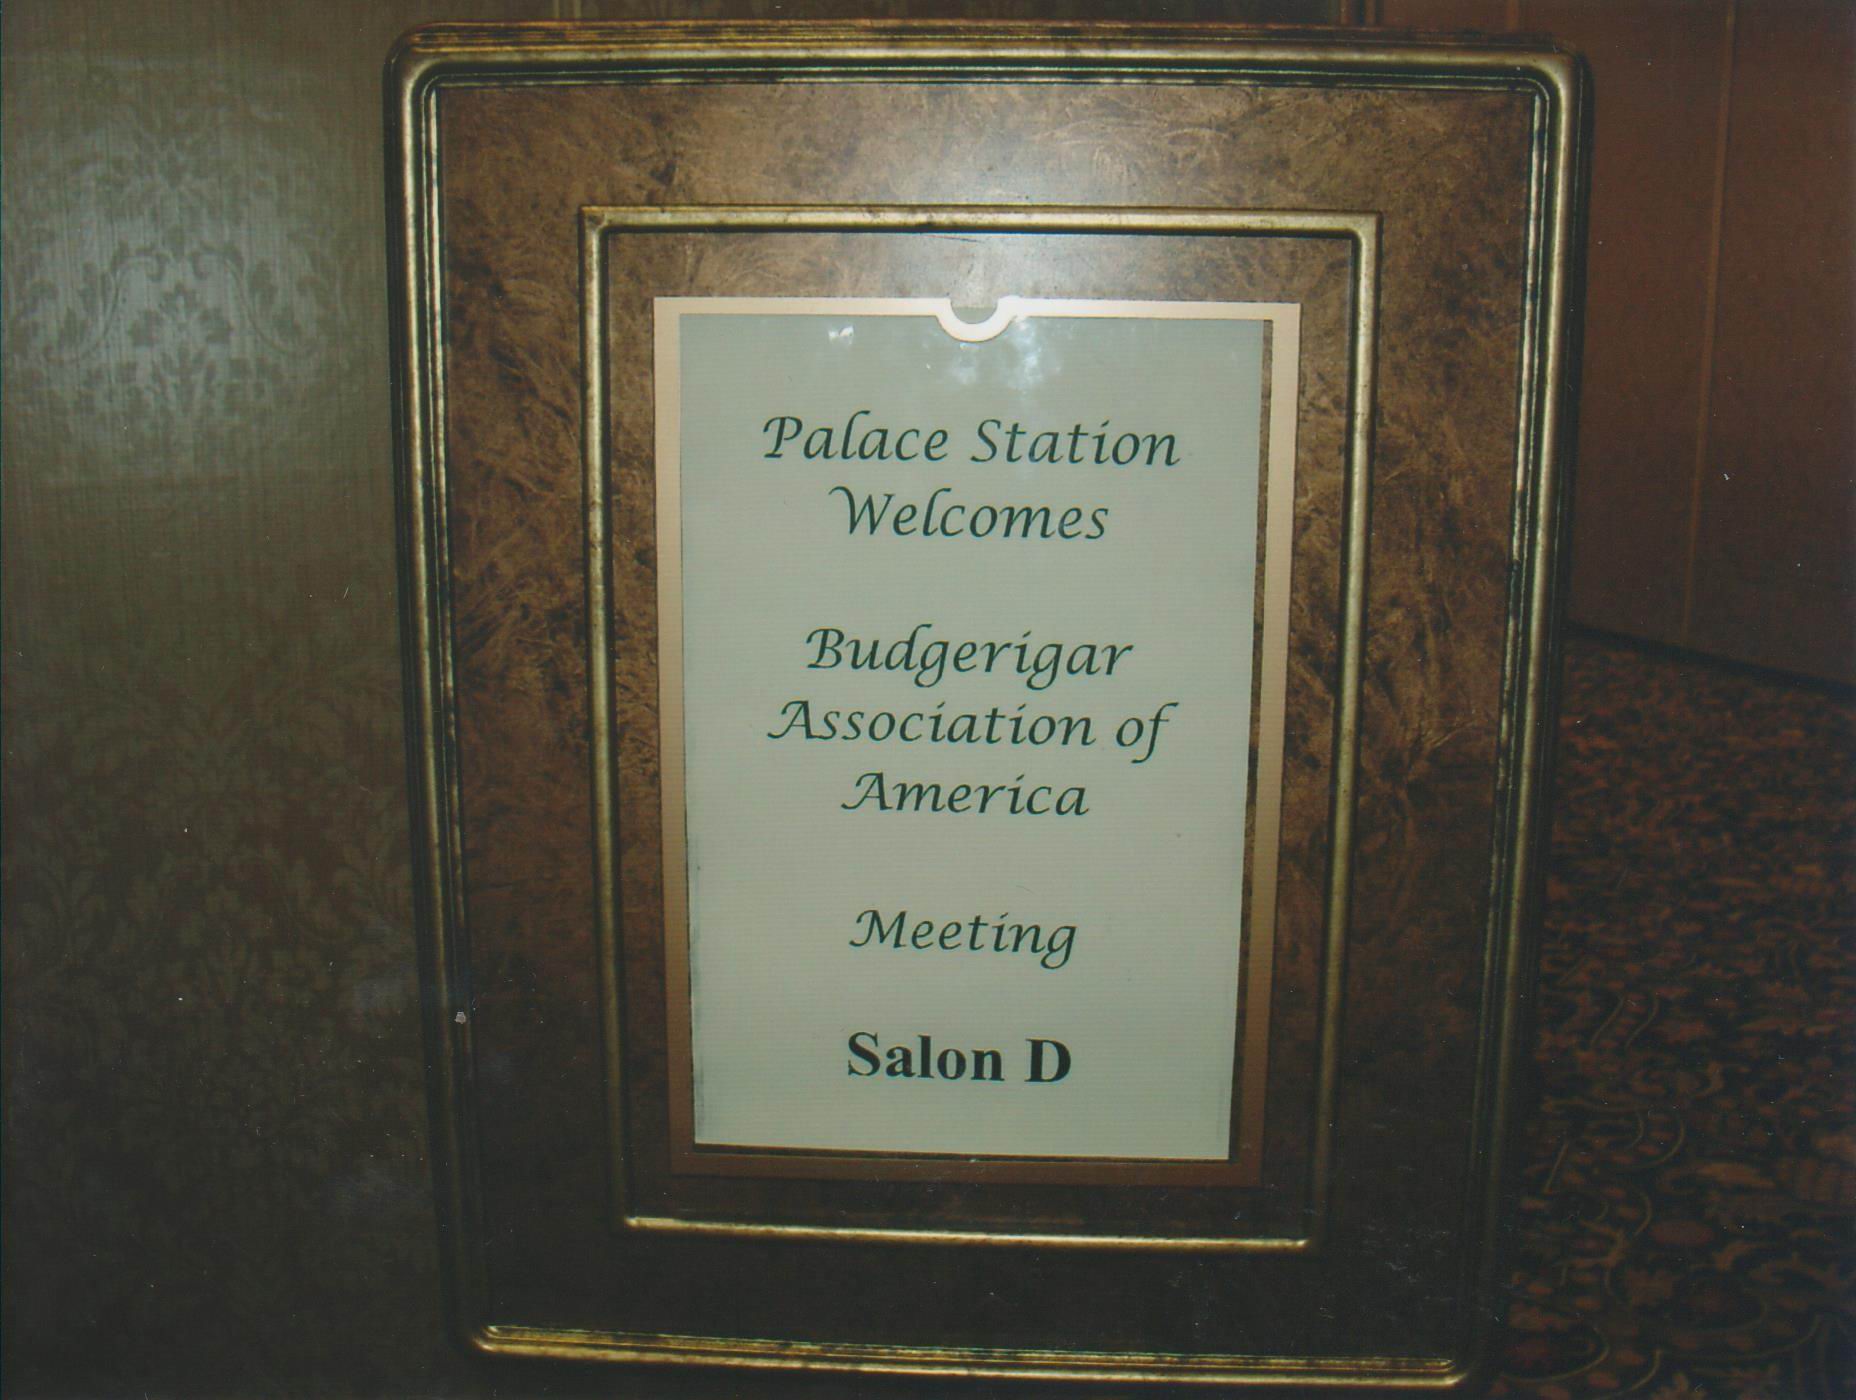 Palace Station
Welcomes
Budgerigar
Association of
America
Meeting
Salon D